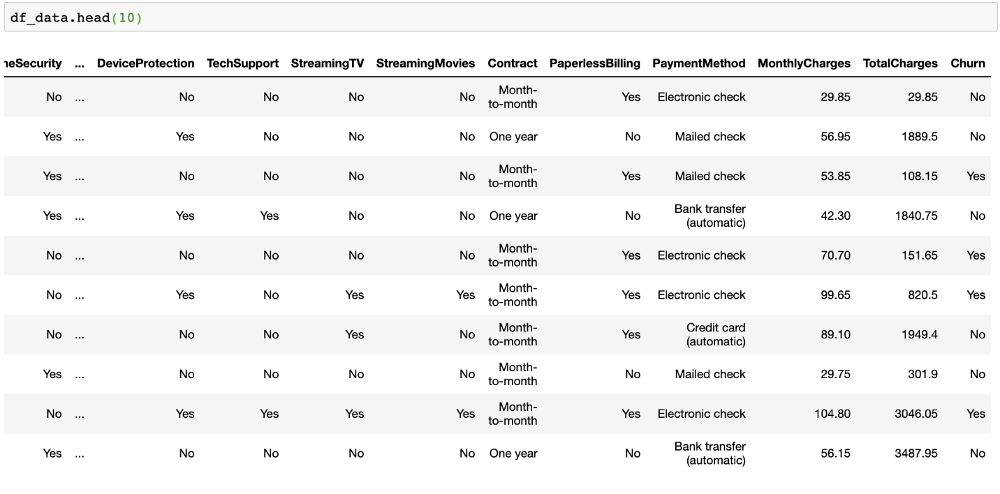 df_data.head(10)
neSecurity ... DeviceProtection TechSupport StreamingTV StreamingMovies Contract PaperlessBilling PaymentMethod MonthlyCharges TotalCharges Churn
No ... No No No No Month-to-month Yes Electronic check 29.85 29.85 No
Yes ... Yes No No No One year No Mailed check 56.95 1889.5 No
Yes ... No No No No Month-to-month Yes Mailed check 53.85 108.15 Yes
Yes ... Yes Yes No No One year No Bank transfer (automatic) 42.30 1840.75 No
No ... No No No No Month-to-month Yes Electronic check 70.70 151.65 Yes
No ... Yes No Yes Yes Month-to-month Yes Electronic check 99.65 820.5 Yes
No ... No No Yes No Month-to-month Yes Credit card (automatic) 89.10 1949.4 No
Yes ... No No No No Month-to-month No Mailed check 29.75 301.9 No
No ... Yes Yes Yes Yes Month-to-month Yes Electronic check 104.80 3046.05 Yes
Yes ... No No No No One year No Bank transfer (automatic) 56.15 3487.95 No